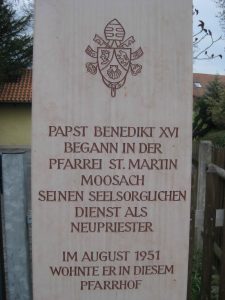 PAPST BENEDIKT XVI
BEGANN IN DER
PFARREI ST. MARTIN
MOOSACH
SEINEN SEELSORGLICHEN
DIENST ALS
NEUPRIESTER
IM AUGUST 1951
WOHNTE ER IN DIESEM
PFARRHOF